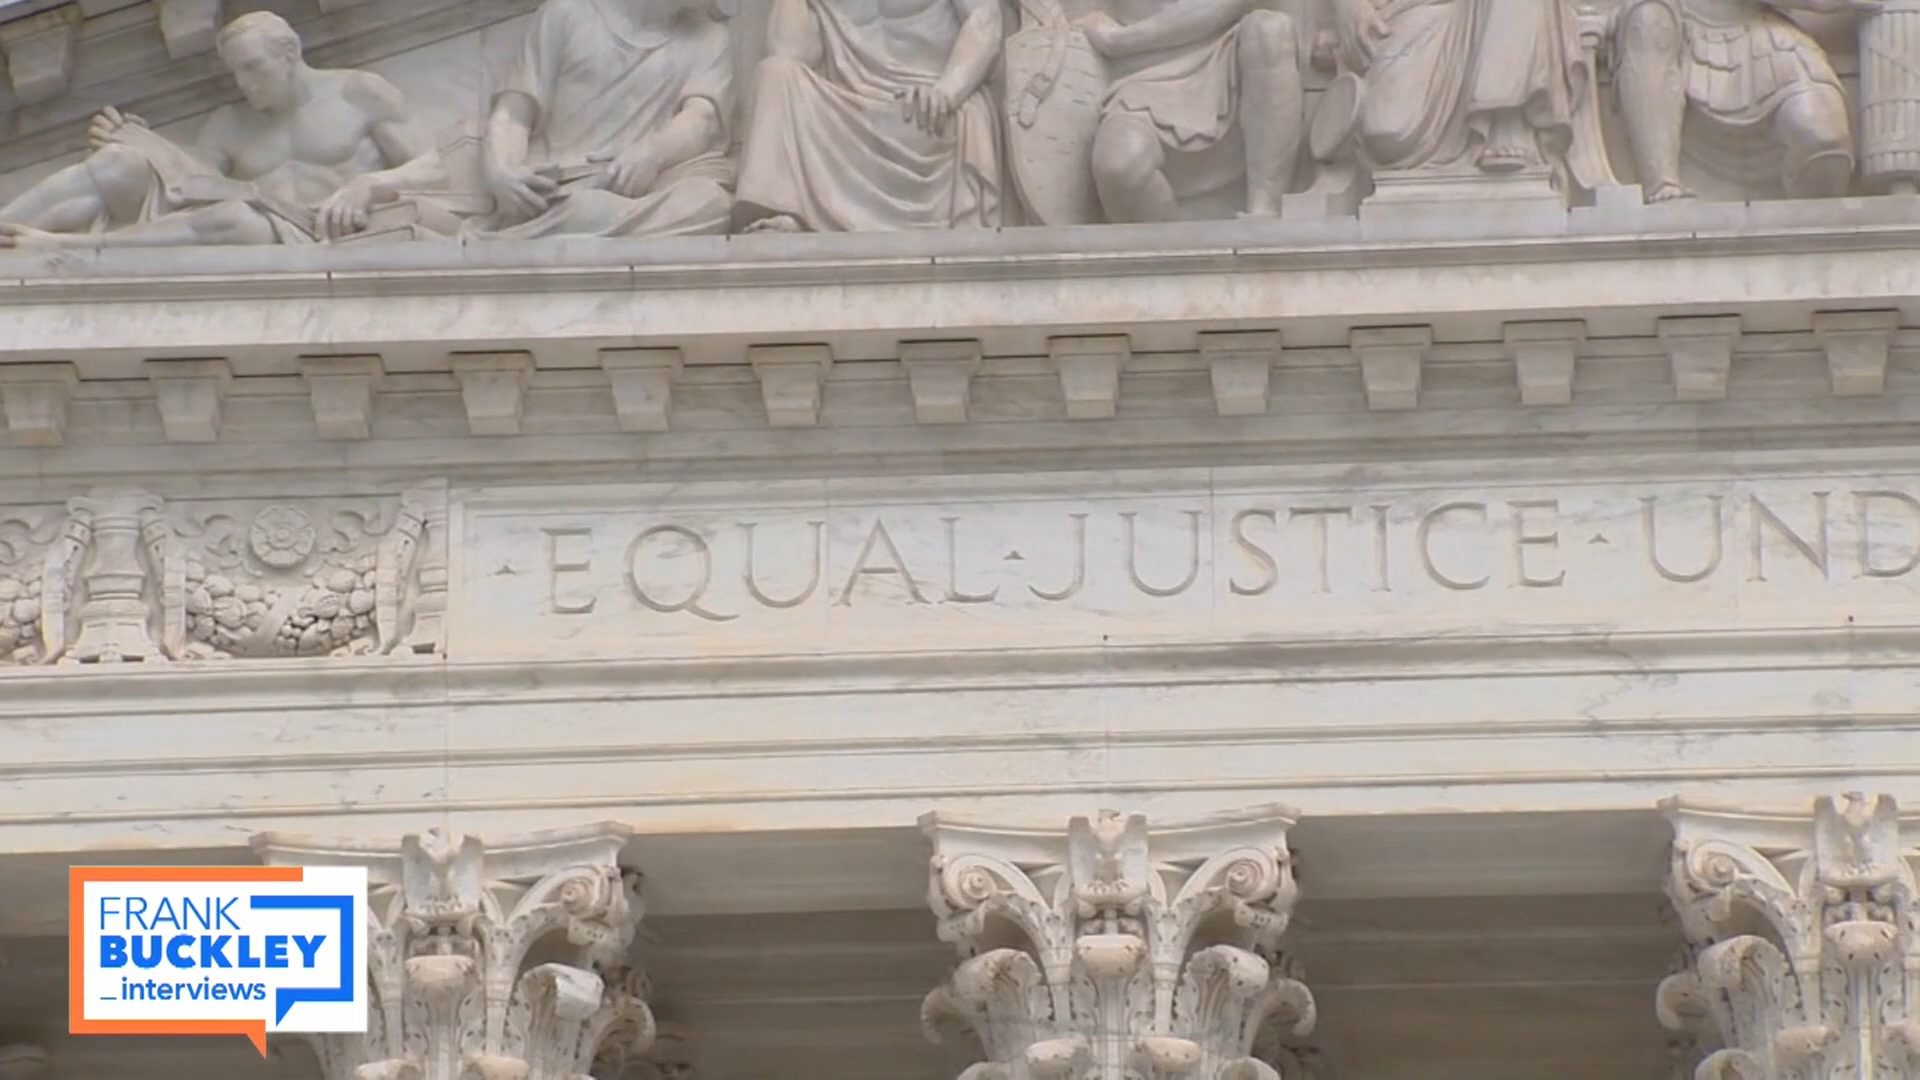 · EQUAL · JUSTICE · UND
FRANK
BUCKLEY
_interviews